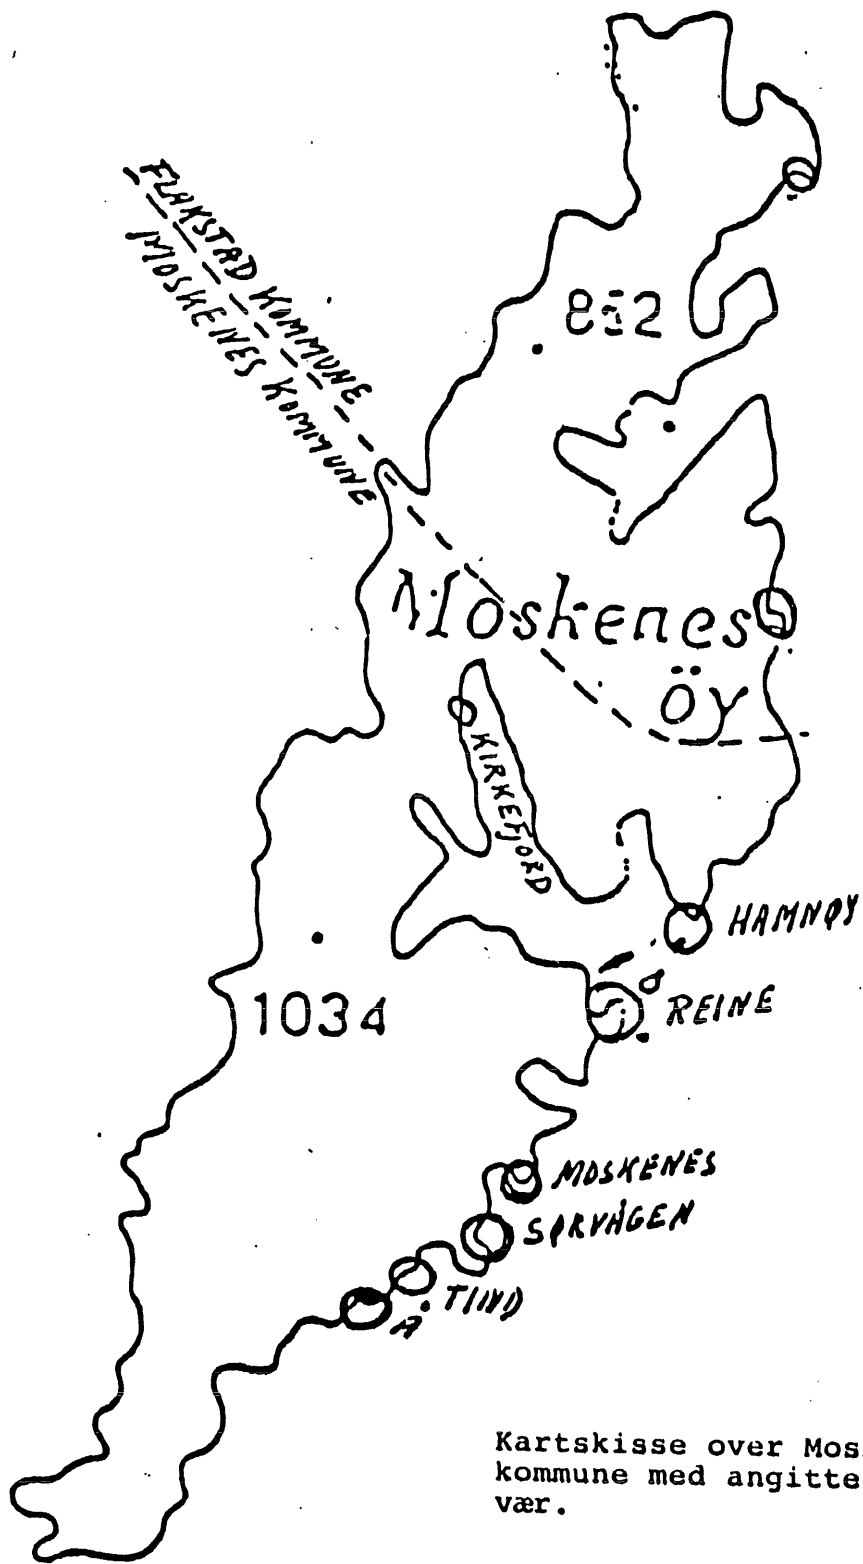 FLAKSTAD KOMMUNE
MOSKENES KOMMUNE
862
Moskenes
öy
KIRKEFJORD
HAMNØY
1034
REINE
MOSKENES
SØRVÅGEN
TIND
Å
Kartskisse over Mos
kommune med angitte
vær.